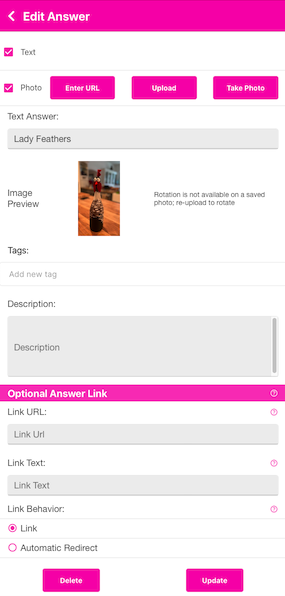 Edit Answer
Text
Photo
Enter URL
Upload
Take Photo
Text Answer:
Lady Feathers
Image
Preview
Rotation is not available on a saved
photo; re-upload to rotate
Tags:
Add new tag
Description:
Description
Optional Answer Link
?
Link URL:
?
Link Url
Link Text:
?
Link Text
Link Behavior:
?
Link
Automatic Redirect
Delete
Update